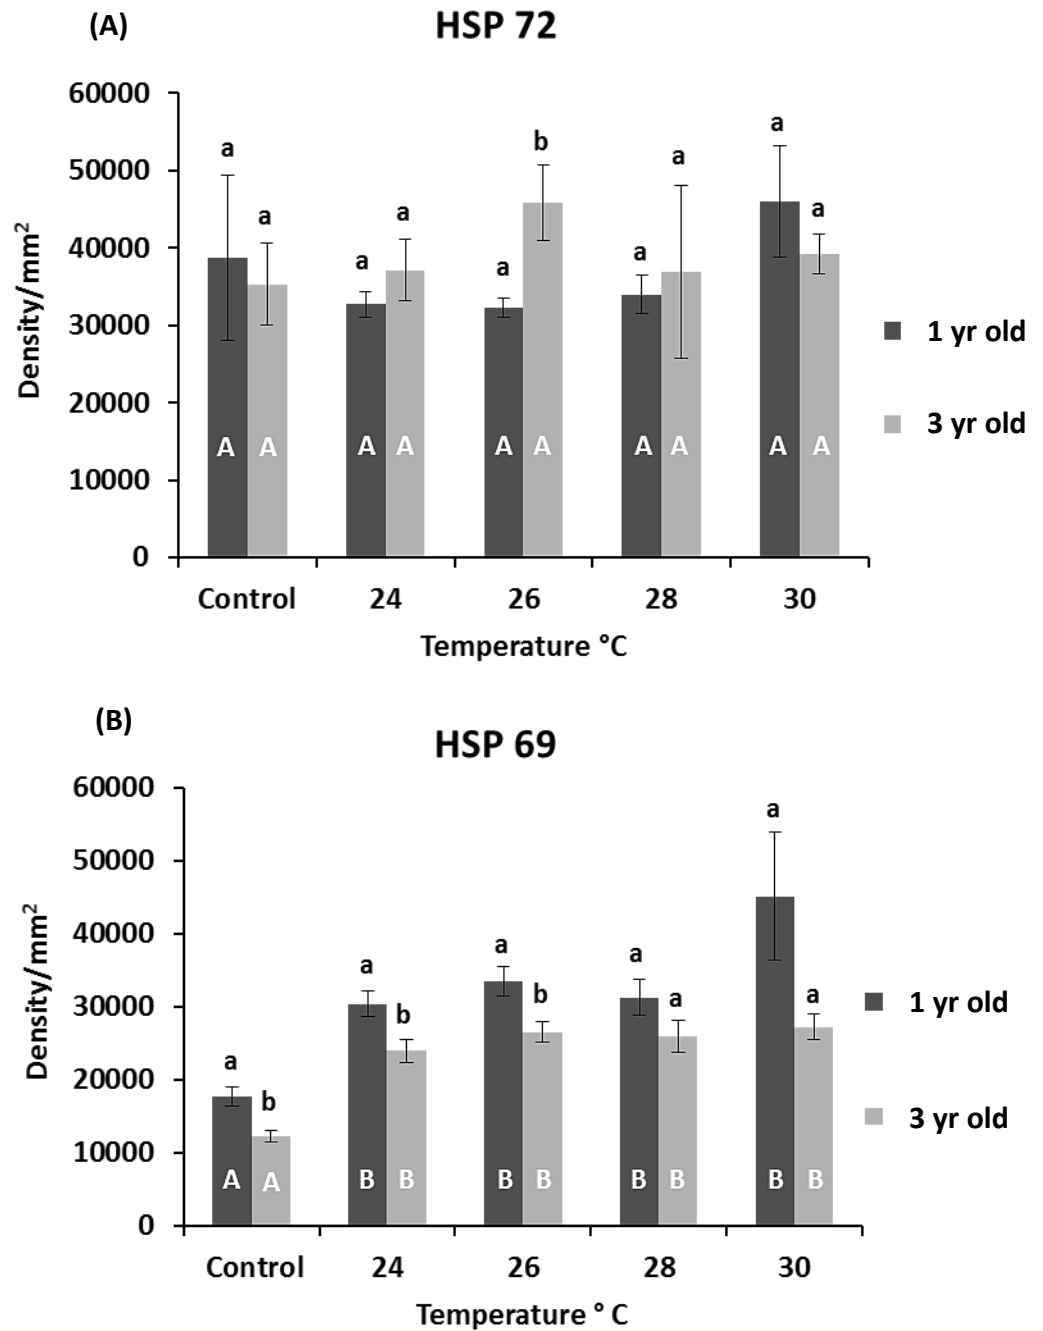 (A)
HSP 72
60000
50000
40000
30000
20000
10000
0
Density/mm²
a a a a a b a a a a
A A A A A A A A A A
Control 24 26 28 30
Temperature °C
1 yr old
3 yr old
(B)
HSP 69
60000
50000
40000
30000
20000
10000
0
Density/mm²
a b a b a b a a a a
A A B B B B B B B B
Control 24 26 28 30
Temperature ° C
1 yr old
3 yr old